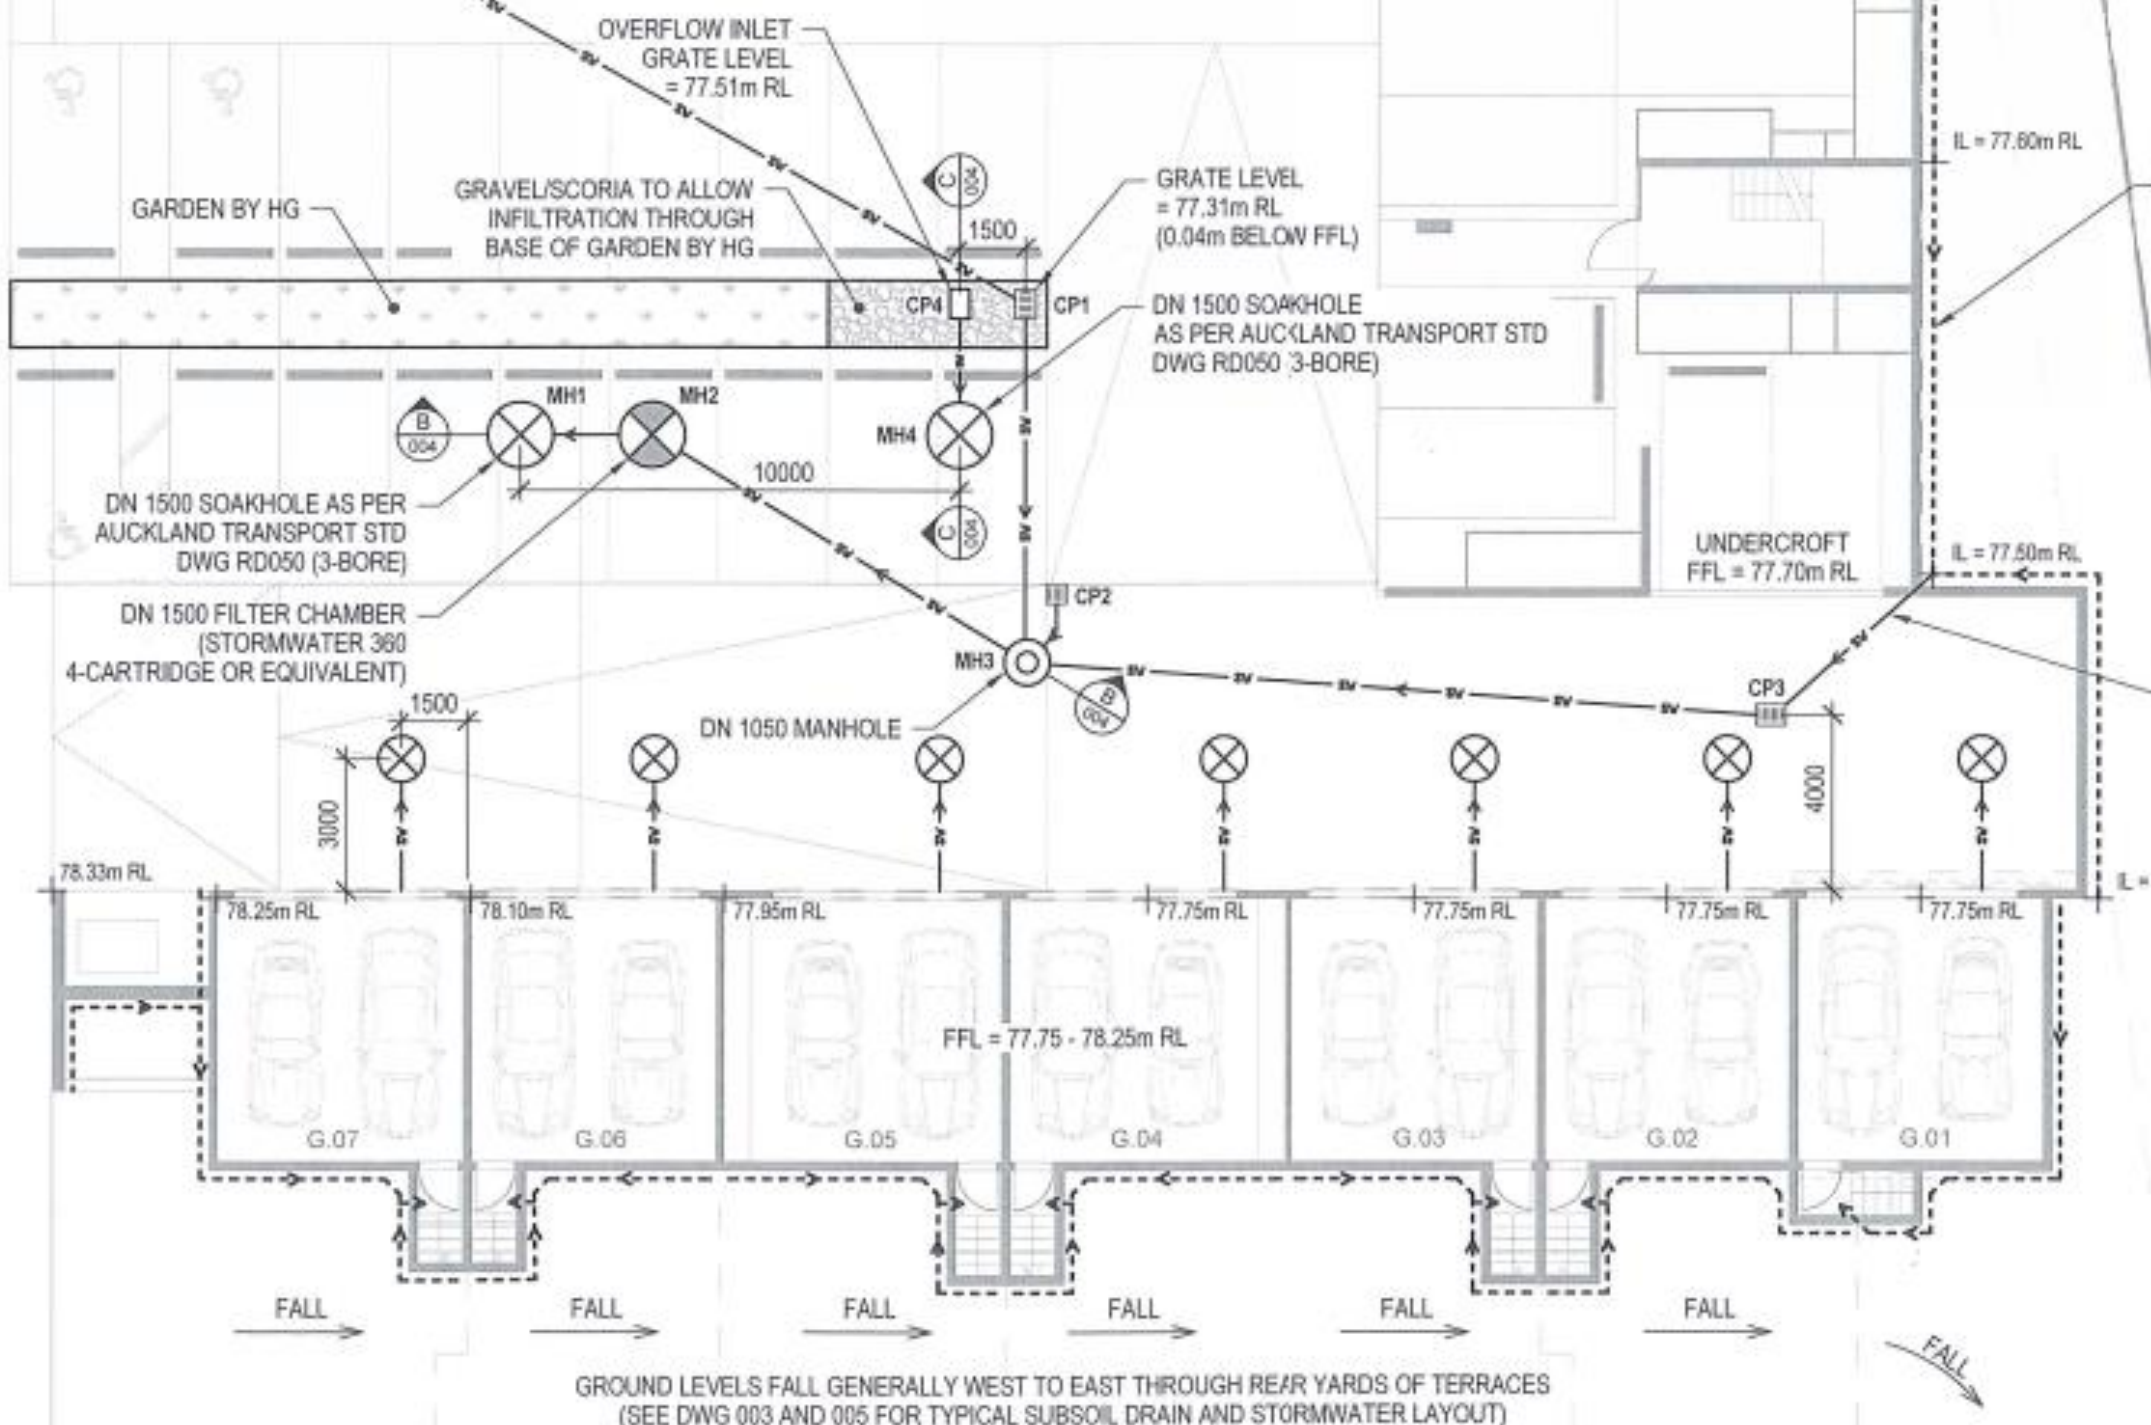 OVERFLOW INLET
GRATE LEVEL
= 77.51m RL
IL = 77.60m RL
GARDEN BY HG
GRAVEL/SCORIA TO ALLOW
INFILTRATION THROUGH
BASE OF GARDEN BY HG
C
004
1500
GRATE LEVEL
= 77.31m RL
(0.04m BELOW FFL)
CP4
CP1
DN 1500 SOAKHOLE
AS PER AUCKLAND TRANSPORT STD
DWG RD050 3-BORE)
MH1
MH2
B
004
MH4
10000
DN 1500 SOAKHOLE AS PER
AUCKLAND TRANSPORT STD
DWG RD050 (3-BORE)
C
004
UNDERCROFT
FFL = 77.70m RL
IL = 77.50m RL
DN 1500 FILTER CHAMBER
(STORMWATER 360
4-CARTRIDGE OR EQUIVALENT)
CP2
MH3
B
004
CP3
1500
DN 1050 MANHOLE
3000
4000
78.33m RL
IL =
78.25m RL
78.10m RL
77.95m RL
77.75m RL
77.75m RL
77.75m RL
77.75m RL
FFL = 77.75 - 78.25m RL
G.07
G.06
G.05
G.04
G.03
G.02
G.01
FALL
FALL
FALL
FALL
FALL
FALL
FALL
GROUND LEVELS FALL GENERALLY WEST TO EAST THROUGH REAR YARDS OF TERRACES
(SEE DWG 003 AND 005 FOR TYPICAL SUBSOIL DRAIN AND STORMWATER LAYOUT)